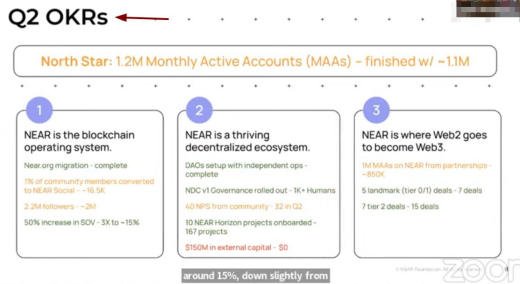 Q2 OKRs
North Star: 1.2M Monthly Active Accounts (MAAs) – finished w/ ~1.1M
1
NEAR is the blockchain
operating system.
Near.org migration - complete
1% of community members converted
to NEAR Social - ~16.5K
2.2M followers - ~2M
50% increase in SOV - 3X to ~15%
2
NEAR is a thriving
decentralized ecosystem.
DAOs setup with independent ops -
complete
NDC v1 Governance rolled out - 1K+ Humans
40 NPS from community - 32 in Q2
10 NEAR Horizon projects onboarded -
167 projects
$150M in external capital - $0
3
NEAR is where Web2 goes
to become Web3.
1M MAAs on NEAR from partnerships -
~850K
5 landmark (tier 0/1) deals - 7 deals
7 tier 2 deals - 15 deals
around 15%, down slightly from
zoom